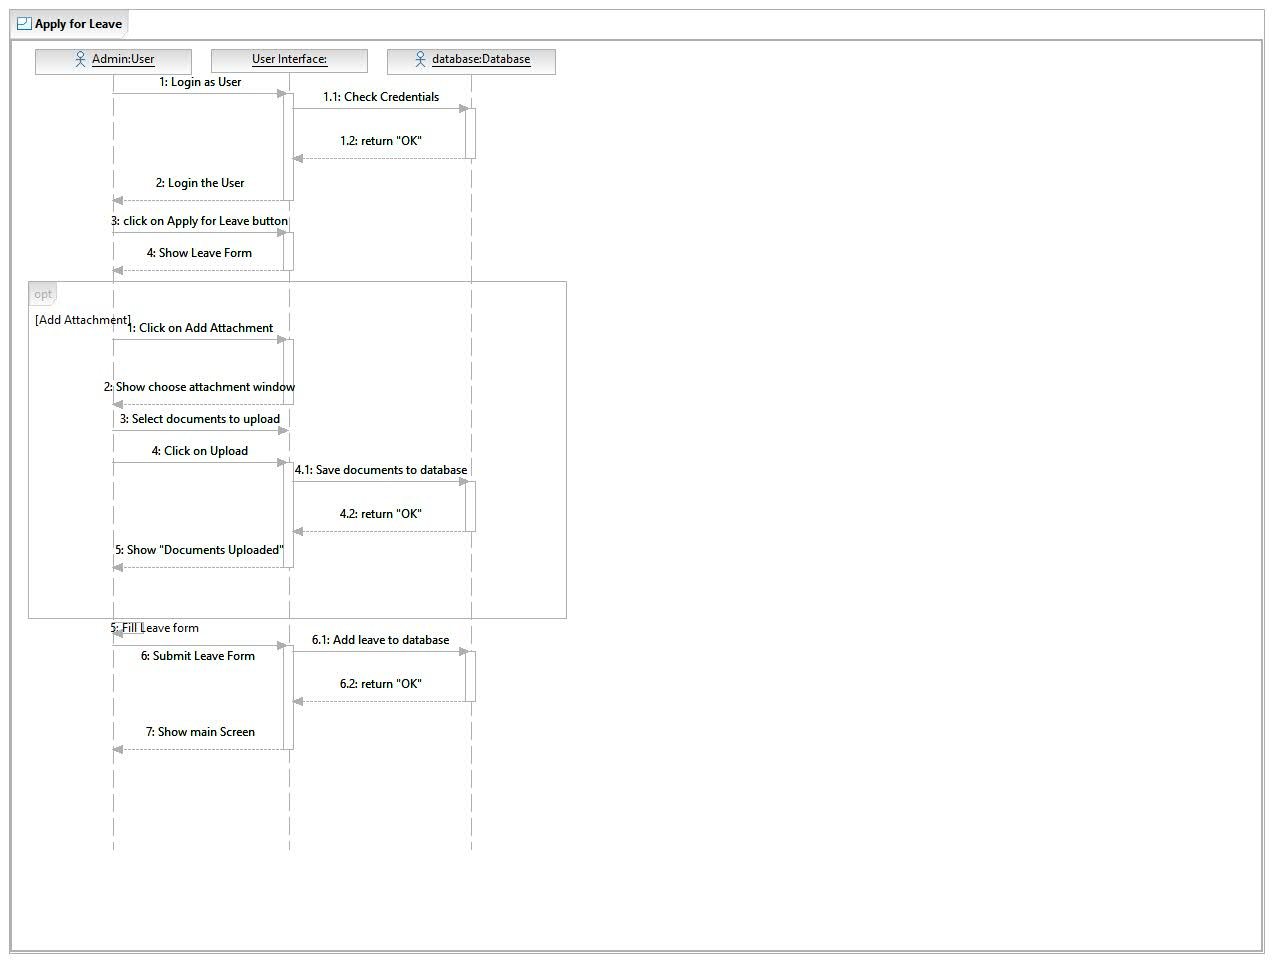 Apply for Leave
Admin:User
User Interface:
database:Database
1: Login as User
1.1: Check Credentials
1.2: return "OK"
2: Login the User
3: click on Apply for Leave button
4: Show Leave Form
opt
[Add Attachment]
1: Click on Add Attachment
2: Show choose attachment window
3: Select documents to upload
4: Click on Upload
4.1: Save documents to database
4.2: return "OK"
5: Show "Documents Uploaded"
5: Fill Leave form
6.1: Add leave to database
6: Submit Leave Form
6.2: return "OK"
7: Show main Screen